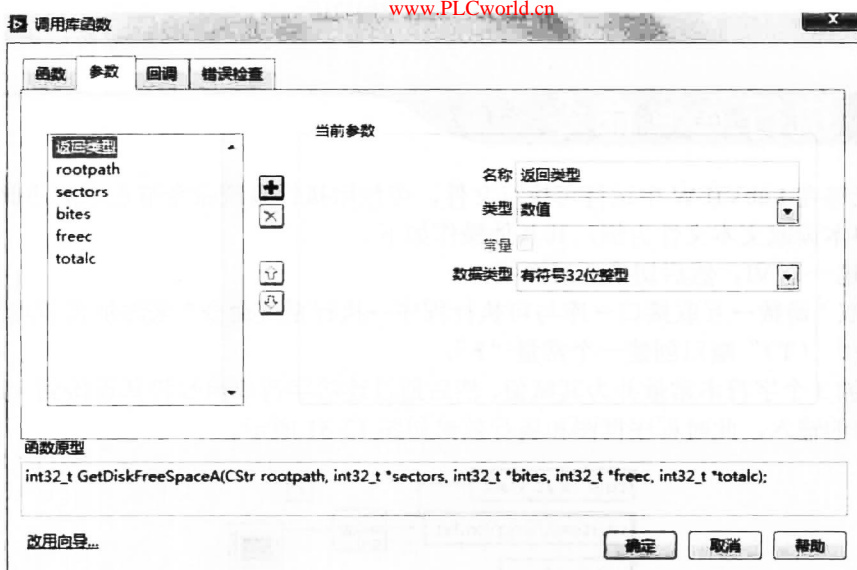 www.PLCworld.cn
调用库函数
函数 参数 回调 错误检查
当前参数
返回类型
rootpath
sectors
bites
freec
totalc
名称 返回类型
类型 数值
常量
数据类型 有符号32位整型
函数原型
int32_t GetDiskFreeSpaceA(CStr rootpath, int32_t *sectors, int32_t *bites, int32_t *freec, int32_t *totalc);
改用向导...
确定 取消 帮助